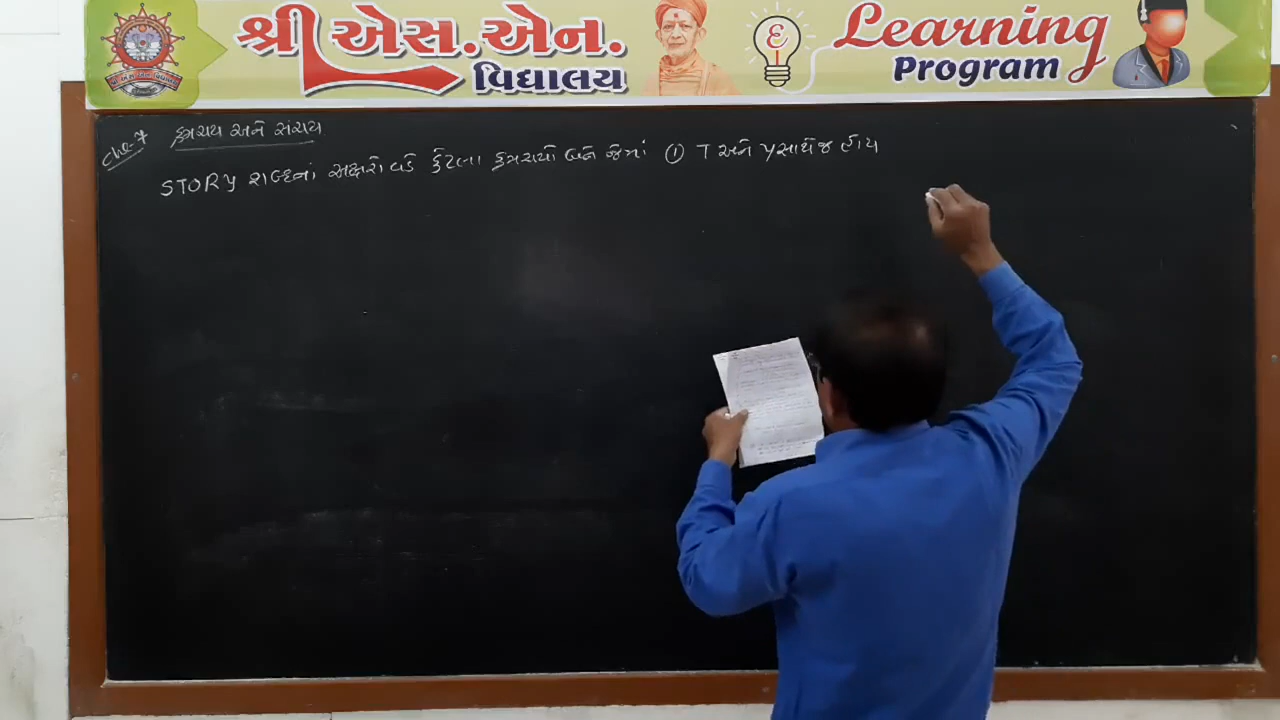 શ્રી એસ.એન.
વિદ્યાલય
Learning
Program
Ch-7 ક્રમચય અને સંચય
STORY શબ્દનાં અક્ષરો વડે કેટલા ક્રમચયો બને જેમાં ① T અને Y સાથે જ હોય